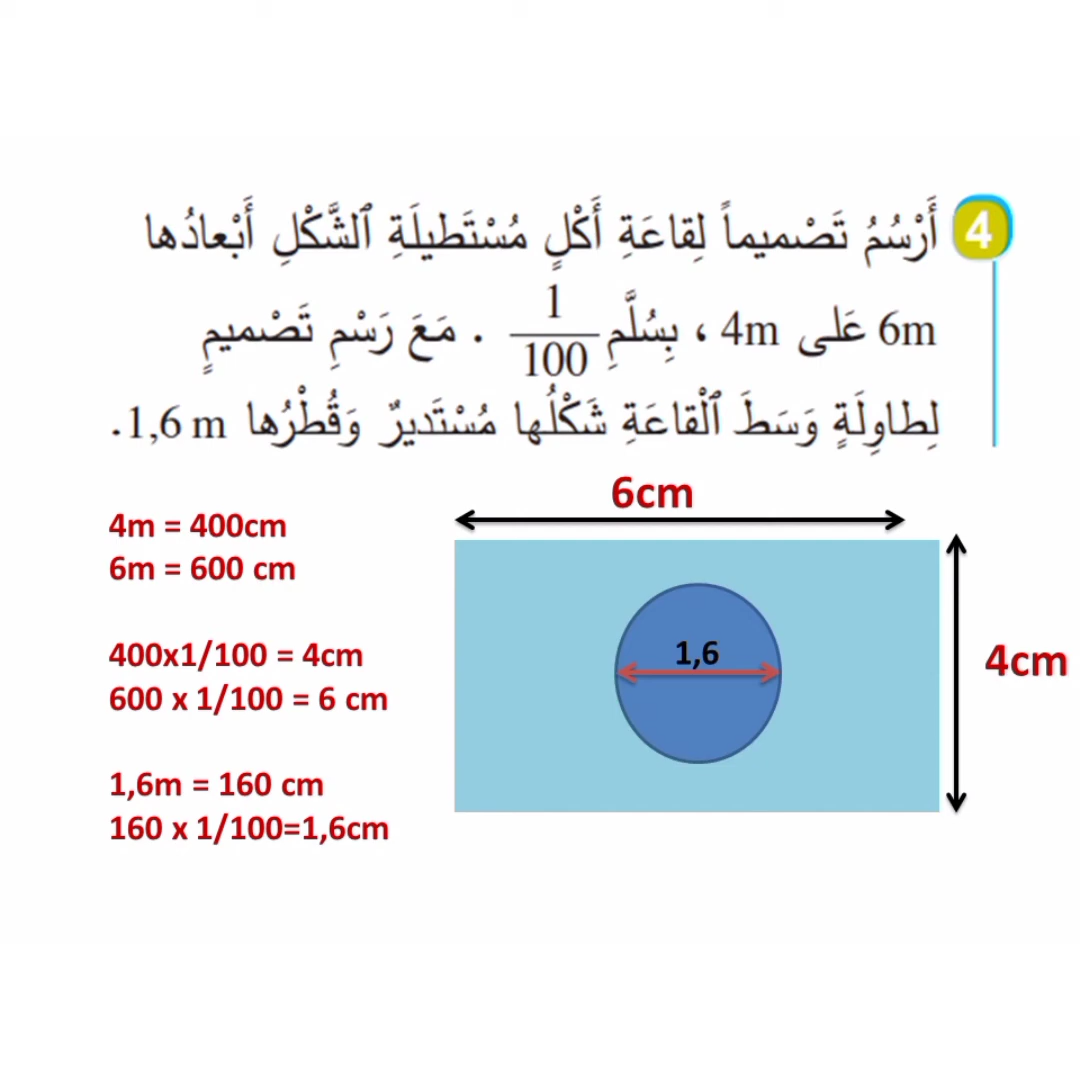 4 أَرْسُمُ تَصْميماً لِقاعَةِ أَكْلٍ مُسْتَطيلَةِ ٱلشَّكْلِ أَبْعادُها
6m عَلى 4m ، بِسُلَّمِ 1/100 . مَعَ رَسْمِ تَصْميمٍ
لِطاوِلَةٍ وَسَطَ ٱلْقاعَةِ شَكْلُها مُسْتَديرٌ وَقُطْرُها 1,6 m.
6cm
4m = 400cm
6m = 600 cm
400x1/100 = 4cm
600 x 1/100 = 6 cm
1,6m = 160 cm
160 x 1/100=1,6cm
1,6
4cm